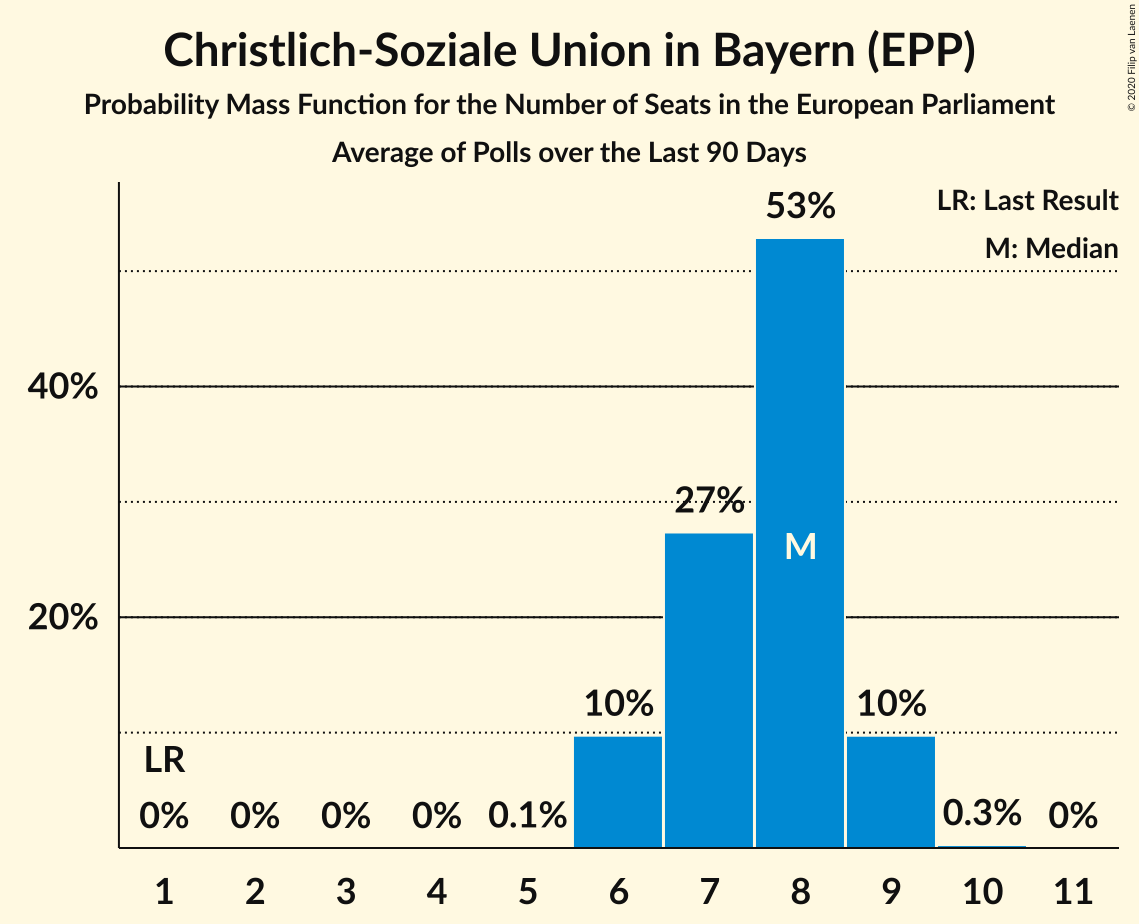 Christlich-Soziale Union in Bayern (EPP)
Probability Mass Function for the Number of Seats in the European Parliament
Average of Polls over the Last 90 Days
© 2020 Filip van Laenen
LR: Last Result
M: Median
53%
40%
27%
M
20%
10%
10%
LR
0%
0%
0%
0%
0.1%
0.3%
0%
1 2 3 4 5 6 7 8 9 10 11